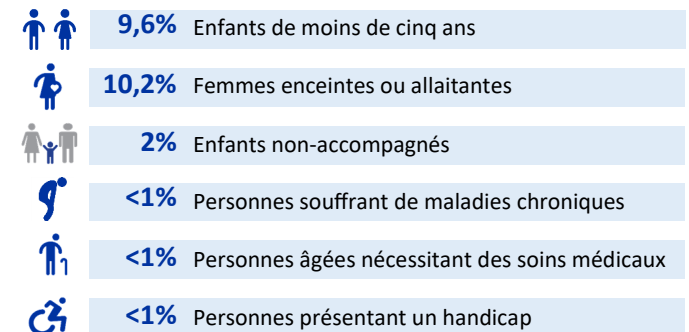 9,6% Enfants de moins de cinq ans
10,2% Femmes enceintes ou allaitantes
2% Enfants non-accompagnés
<1% Personnes souffrant de maladies chroniques
<1% Personnes âgées nécessitant des soins médicaux
<1% Personnes présentant un handicap